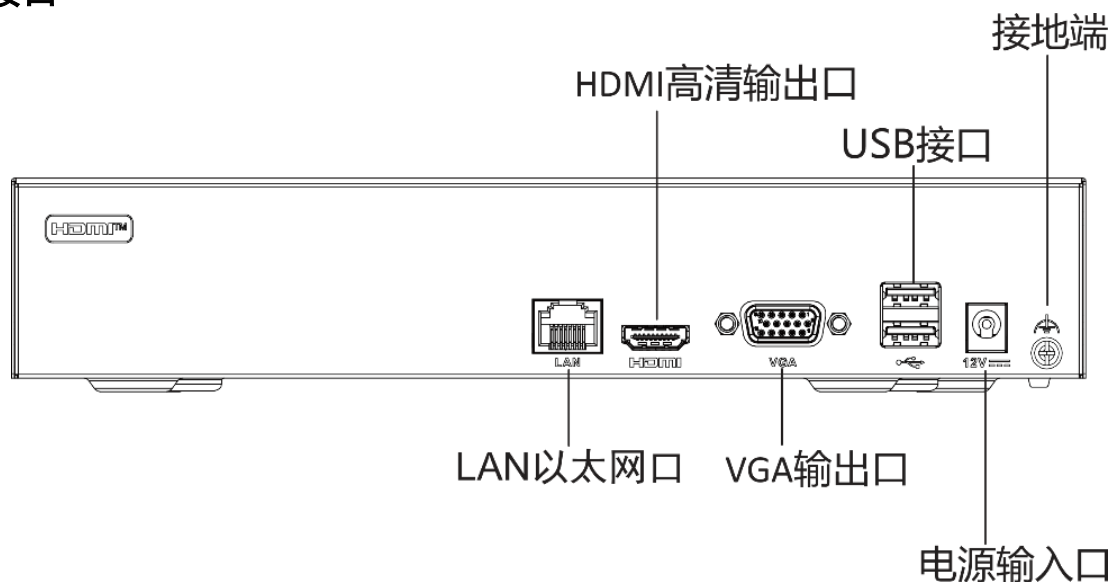 接口
接地端
HDMI高清输出口
USB接口
HDMI™
LAN
HDMI
VGA
12V
LAN以太网口
VGA输出口
电源输入口